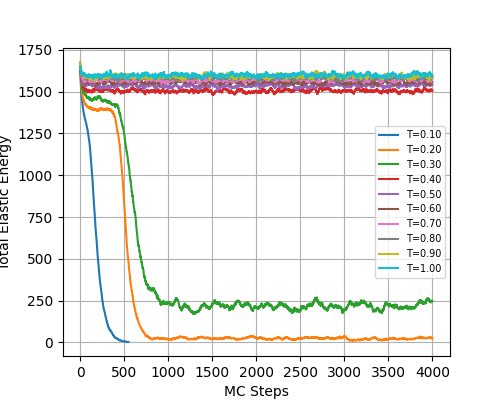 1750
1500
1250
1000
750
500
250
0
Total Elastic Energy
T=0.10
T=0.20
T=0.30
T=0.40
T=0.50
T=0.60
T=0.70
T=0.80
T=0.90
T=1.00
0 500 1000 1500 2000 2500 3000 3500 4000
MC Steps